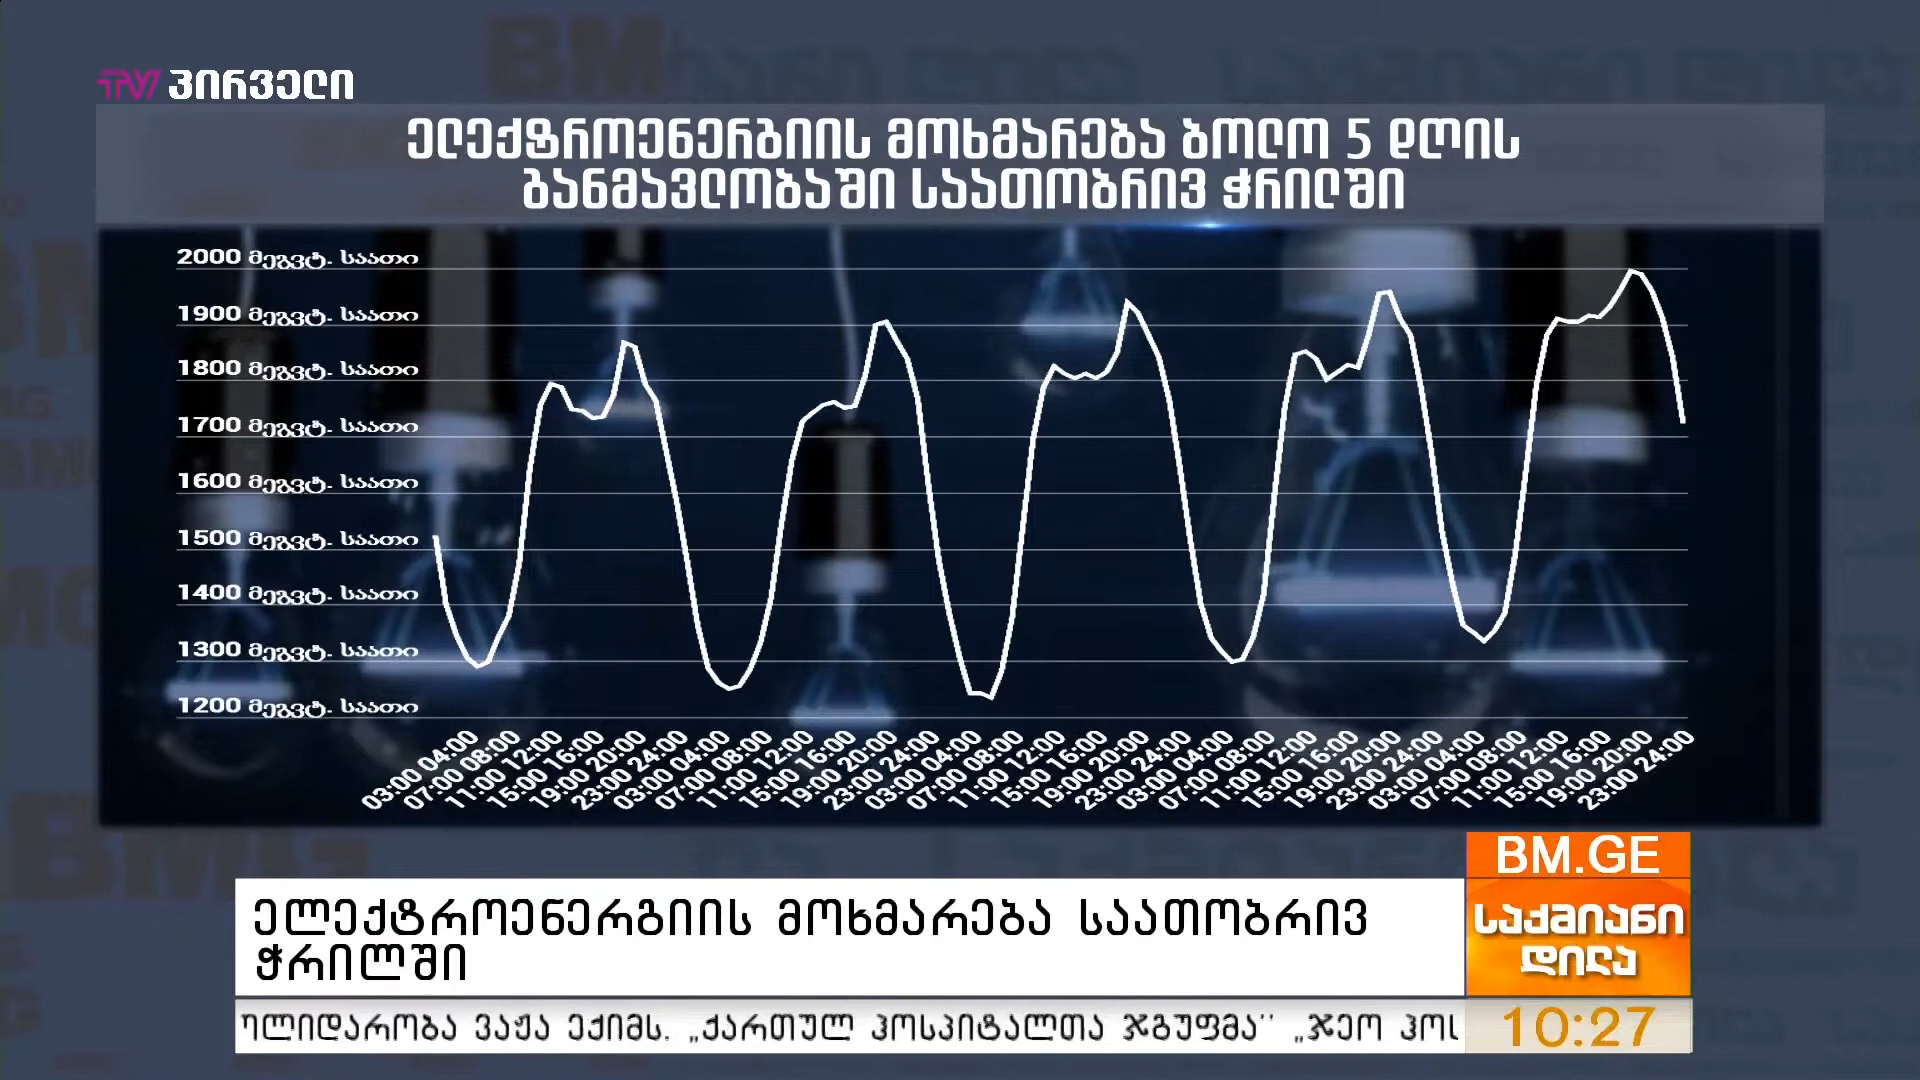 TV პირველი
ელექტროენერგიის მოხმარება ბოლო 5 დღის
განმავლობაში საათობრივ ჭრილში
2000 მეგვტ. საათი
1900 მეგვტ. საათი
1800 მეგვტ. საათი
1700 მეგვტ. საათი
1600 მეგვტ. საათი
1500 მეგვტ. საათი
1400 მეგვტ. საათი
1300 მეგვტ. საათი
1200 მეგვტ. საათი
03:00 04:00
07:00 08:00
11:00 12:00
15:00 16:00
19:00 20:00
23:00 24:00
03:00 04:00
07:00 08:00
11:00 12:00
15:00 16:00
19:00 20:00
23:00 24:00
03:00 04:00
07:00 08:00
11:00 12:00
15:00 16:00
19:00 20:00
23:00 24:00
03:00 04:00
07:00 08:00
11:00 12:00
15:00 16:00
19:00 20:00
23:00 24:00
03:00 04:00
07:00 08:00
11:00 12:00
15:00 16:00
19:00 20:00
23:00 24:00
BM.GE
საქმიანი
დილა
ელექტროენერგიის მოხმარება საათობრივ
ჭრილში
ულიდარობა ვაჟა ექიმს. „ქართულ ჰოსპიტალთა ჯგუფმა'' „ჯეო ჰოს
10:27